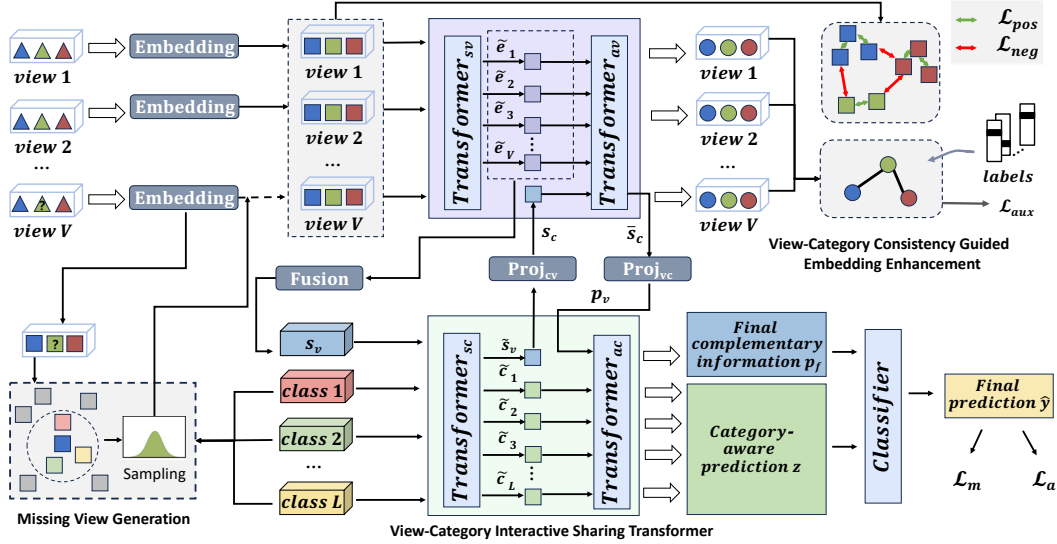 Embedding
view 1
Embedding
view 2
...
Embedding
?
view V
view 1
view 2
...
view V
Transformer_sv
ẽ_1
ẽ_2
ẽ_3
ẽ_V
Transformer_av
view 1
view 2
...
view V
ℒ_pos
ℒ_neg
labels
ℒ_aux
View-Category Consistency Guided
Embedding Enhancement
s_c
s̄_c
Proj_cv
Proj_vc
p_v
Fusion
?
Sampling
Missing View Generation
s_v
class 1
class 2
...
class L
Transformer_sc
s̃_v
c̃_1
c̃_2
c̃_3
c̃_L
Transformer_ac
Final
complementary
information p_f
Category-
aware
prediction z
Classifier
Final
prediction ŷ
ℒ_m
ℒ_a
View-Category Interactive Sharing Transformer